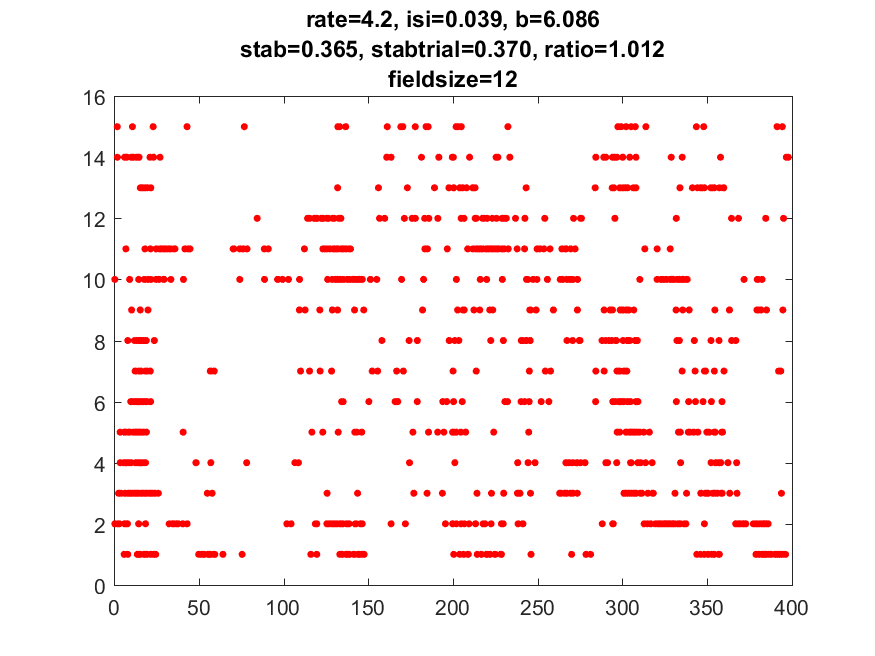 rate=4.2, isi=0.039, b=6.086
stab=0.365, stabtrial=0.370, ratio=1.012
fieldsize=12
16
14
12
10
8
6
4
2
0
0 50 100 150 200 250 300 350 400